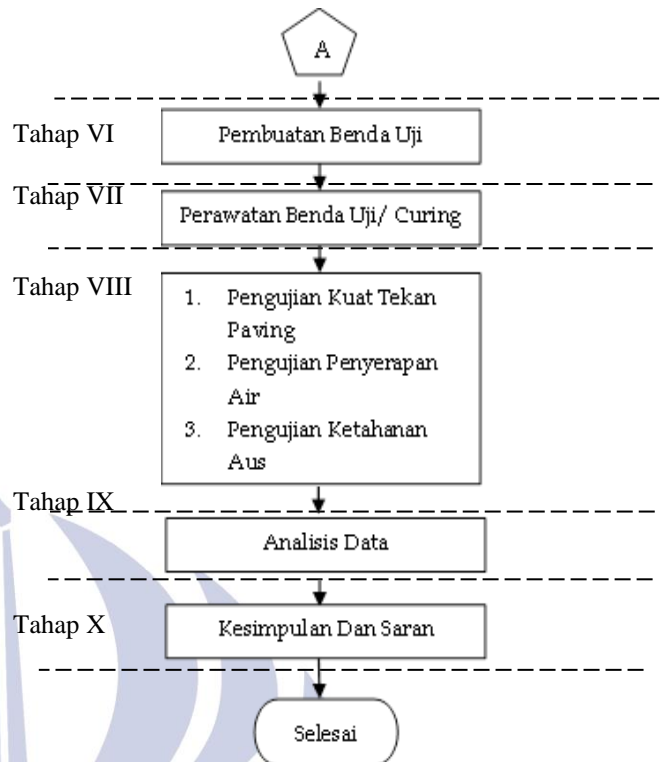 A
Tahap VI
Pembuatan Benda Uji
Tahap VII
Perawatan Benda Uji/ Curing
Tahap VIII
1. Pengujian Kuat Tekan
Paving
2. Pengujian Penyerapan
Air
3. Pengujian Ketahanan
Aus
Tahap IX
Analisis Data
Tahap X
Kesimpulan Dan Saran
Selesai